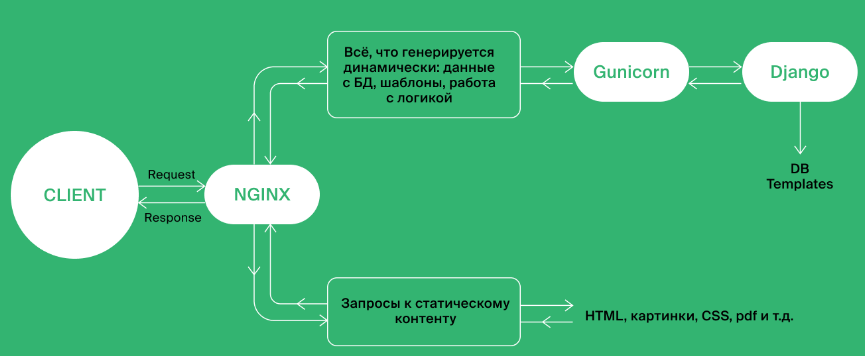 Всё, что генерируется
динамически: данные
с БД, шаблоны, работа
с логикой
Gunicorn
Django
DB
Templates
CLIENT
Request
Response
NGINX
Запросы к статическому
контенту
HTML, картинки, CSS, pdf и т.д.